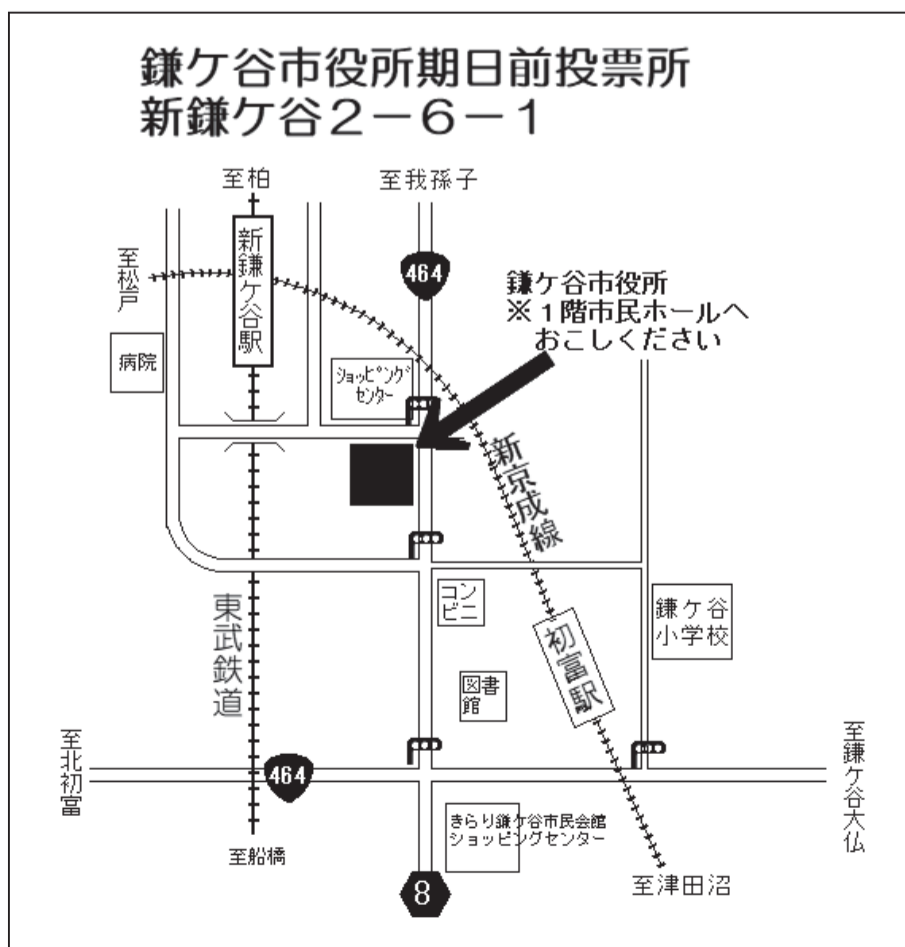 鎌ケ谷市役所期日前投票所
新鎌ケ谷２－６－１
至柏
至我孫子
至松戸
新鎌ケ谷駅
464
鎌ケ谷市役所
※１階市民ホールへ
おこしください
病院
ショッピング
センター
新京成線
コン
ビニ
鎌ケ谷
小学校
東武鉄道
初富駅
図書
館
至北初富
464
至鎌ケ谷大仏
きらり鎌ケ谷市民会館
ショッピングセンター
至船橋
至津田沼
8